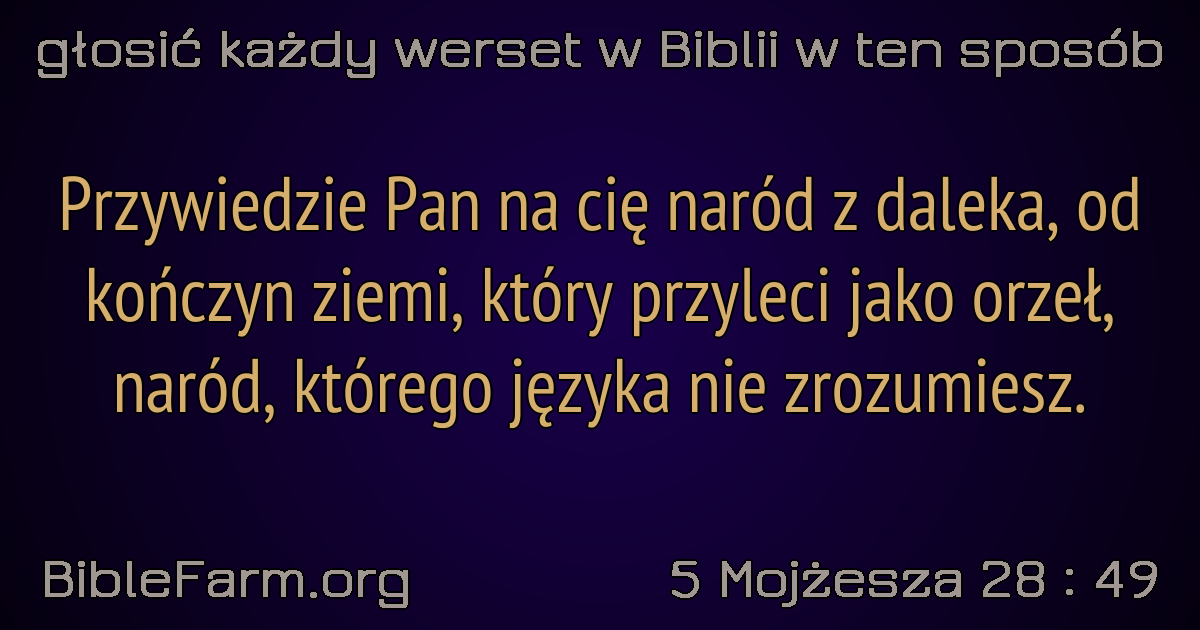 głosić każdy werset w Biblii w ten sposób
Przywiedzie Pan na cię naród z daleka, od
kończyn ziemi, który przyleci jako orzeł,
naród, którego języka nie zrozumiesz.
BibleFarm.org
5 Mojżesza 28 : 49